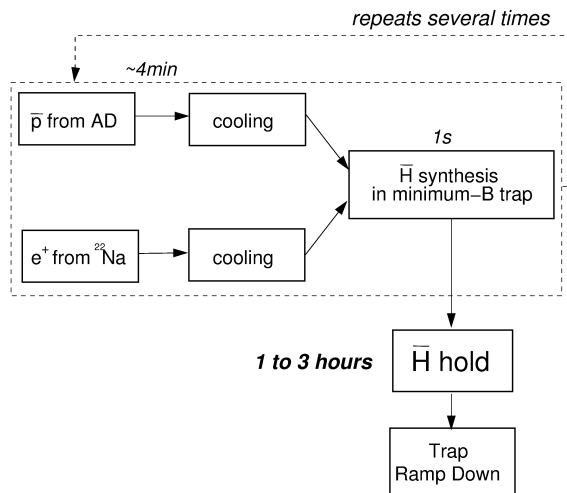 repeats several times
~4min
p̅ from AD
cooling
1s
H̅ synthesis
in minimum−B trap
e⁺ from ²²Na
cooling
1 to 3 hours
H̅ hold
Trap
Ramp Down